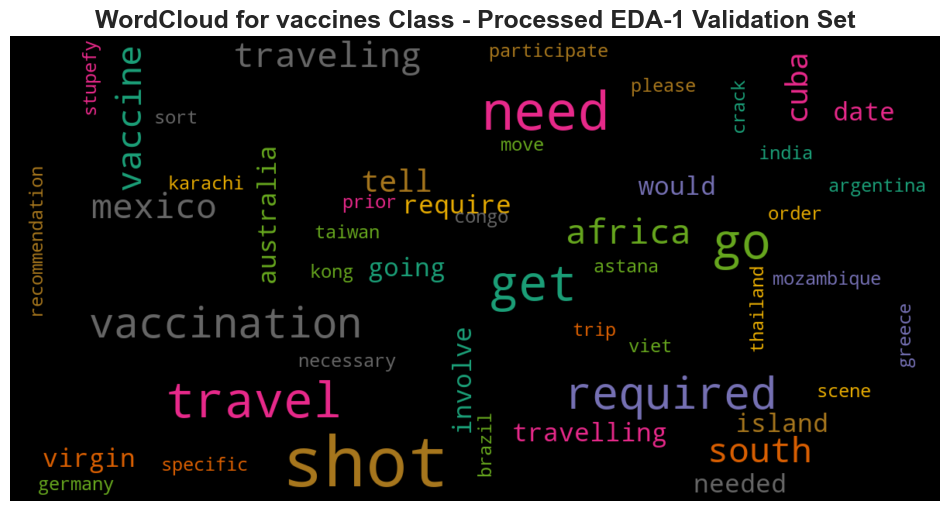 WordCloud for vaccines Class - Processed EDA-1 Validation Set
stupefy
vaccine
traveling
participate
please
crack
cuba
date
sort
need
move
india
karachi
tell
would
argentina
recommendation
mexico
australia
prior
require
congo
order
taiwan
africa
go
kong
going
get
astana
thailand
mozambique
vaccination
trip
viet
greece
necessary
involve
travel
required
scene
brazil
travelling
island
virgin
specific
shot
south
germany
needed